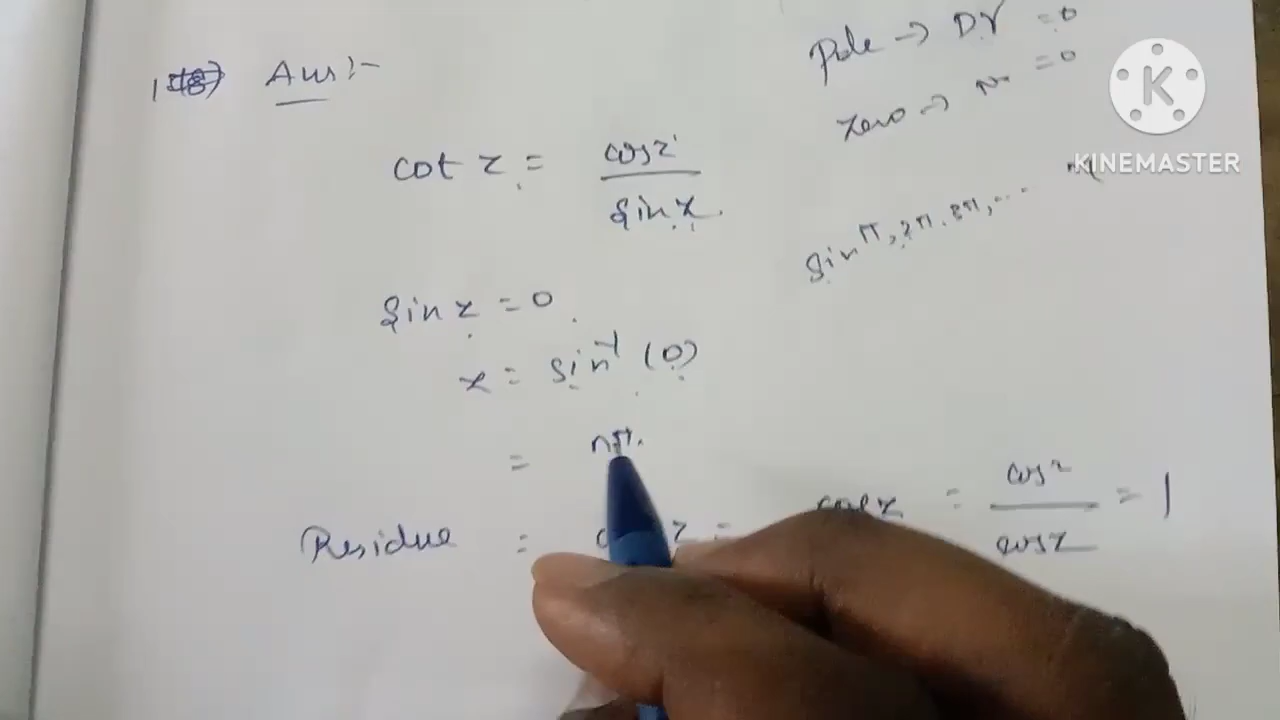 Ans:-
Pole → Dr = 0
Zero → Nr = 0
K
KINEMASTER
cot z = cos z / sin z
sin π, 2π, 3π, ...
sin z = 0
z = sin⁻¹ (0)
= nπ.
Residue = z = = cos z / cos z = 1